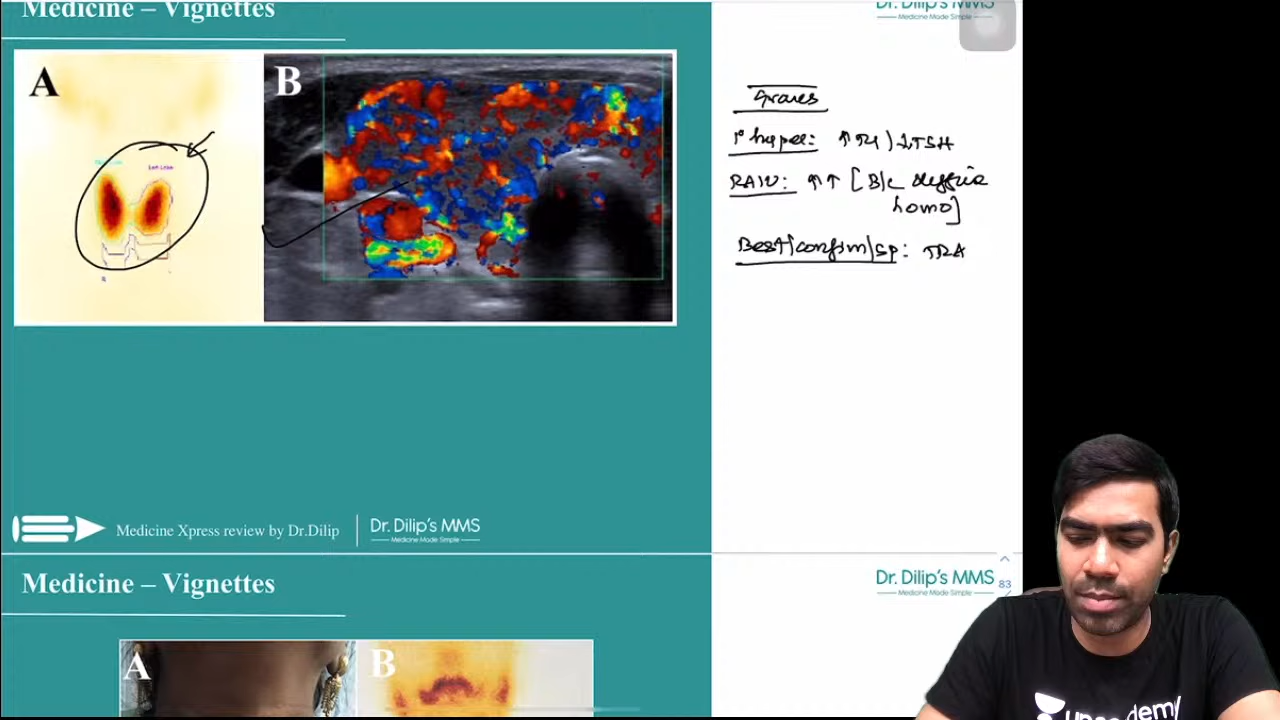 Medicine – Vignettes
Dr. Dilip's MMS
Medicine Made Simple
A
B
Left Lobe
Graves
1° hyper: ↑T4 / ↓TSH
RAIU: ↑↑ [B/L diffuse
homo]
Best/confirm/sp: TRA
Medicine Xpress review by Dr.Dilip
Dr. Dilip's MMS
Medicine Made Simple
Medicine – Vignettes
Dr. Dilip's MMS
Medicine Made Simple
83
A
B